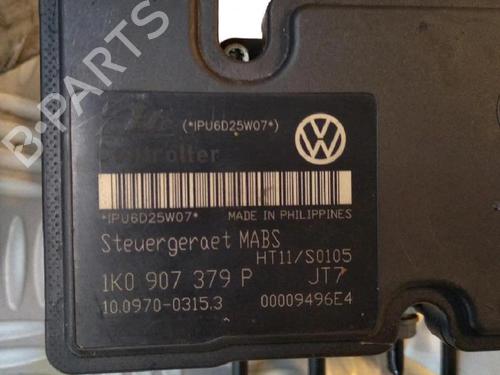 B-PARTS
(*IPU6D25W07*)
*IPU6D25W07* MADE IN PHILIPPINES
Steuergeraet MABS
HT11/S0105
1K0 907 379 P JT7
10.0970-0315.3 00009496E4